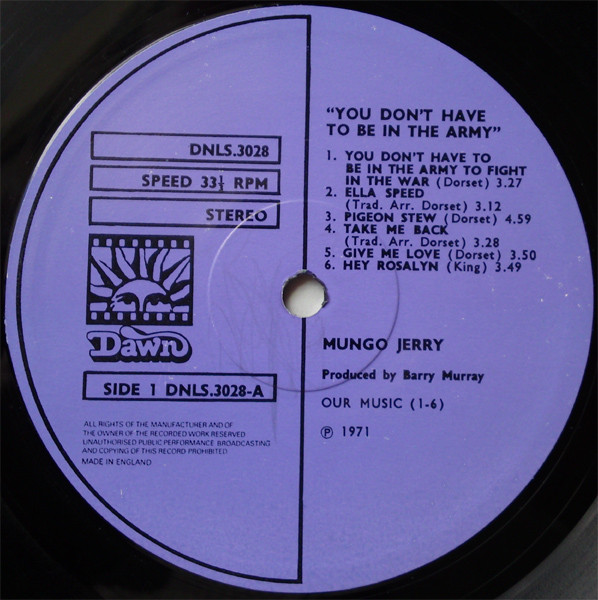 DNLS.3028
SPEED 33⅓ RPM
STEREO
Dawn
SIDE 1 DNLS.3028-A
ALL RIGHTS OF THE MANUFACTURER AND OF
THE OWNER OF THE RECORDED WORK RESERVED
UNAUTHORISED PUBLIC PERFORMANCE BROADCASTING
AND COPYING OF THIS RECORD PROHIBITED
MADE IN ENGLAND
"YOU DON'T HAVE
TO BE IN THE ARMY"
1. YOU DON'T HAVE TO
BE IN THE ARMY TO FIGHT
IN THE WAR (Dorset) 3.27
2. ELLA SPEED
(Trad. Arr. Dorset) 3.12
3. PIGEON STEW (Dorset) 4.59
4. TAKE ME BACK
(Trad. Arr. Dorset) 3.28
5. GIVE ME LOVE (Dorset) 3.50
6. HEY ROSALYN (King) 3.49
MUNGO JERRY
Produced by Barry Murray
OUR MUSIC (1-6)
Ⓟ 1971